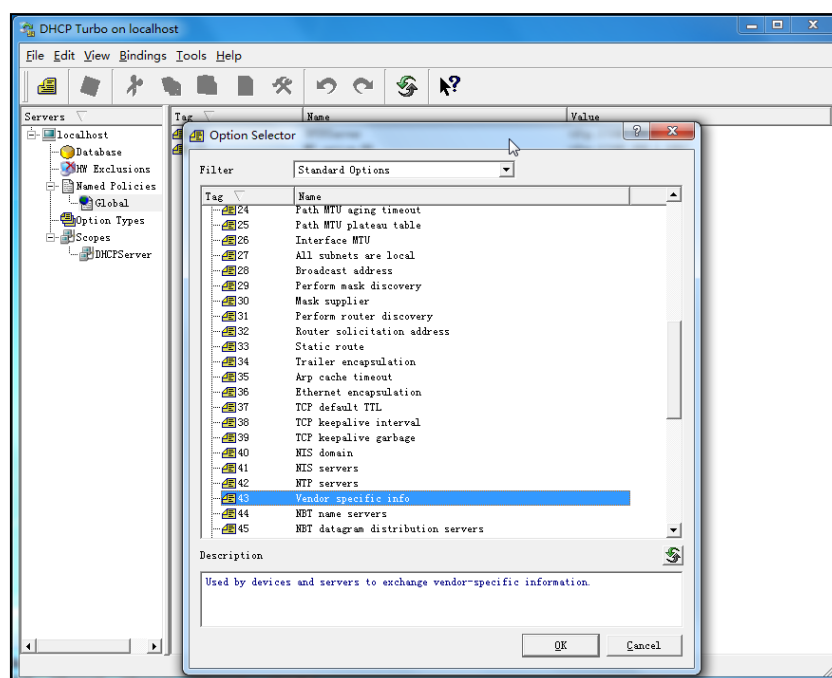 DHCP Turbo on localhost
File Edit View Bindings Tools Help
Servers
Tag Name Value
localhost
Database
HW Exclusions
Named Policies
Global
Option Types
Scopes
DHCPServer
Option Selector
Filter Standard Options
Tag Name
24 Path MTU aging timeout
25 Path MTU plateau table
26 Interface MTU
27 All subnets are local
28 Broadcast address
29 Perform mask discovery
30 Mask supplier
31 Perform router discovery
32 Router solicitation address
33 Static route
34 Trailer encapsulation
35 Arp cache timeout
36 Ethernet encapsulation
37 TCP default TTL
38 TCP keepalive interval
39 TCP keepalive garbage
40 NIS domain
41 NIS servers
42 NTP servers
43 Vendor specific info
44 NBT name servers
45 NBT datagram distribution servers
Description
Used by devices and servers to exchange vendor-specific information.
OK Cancel